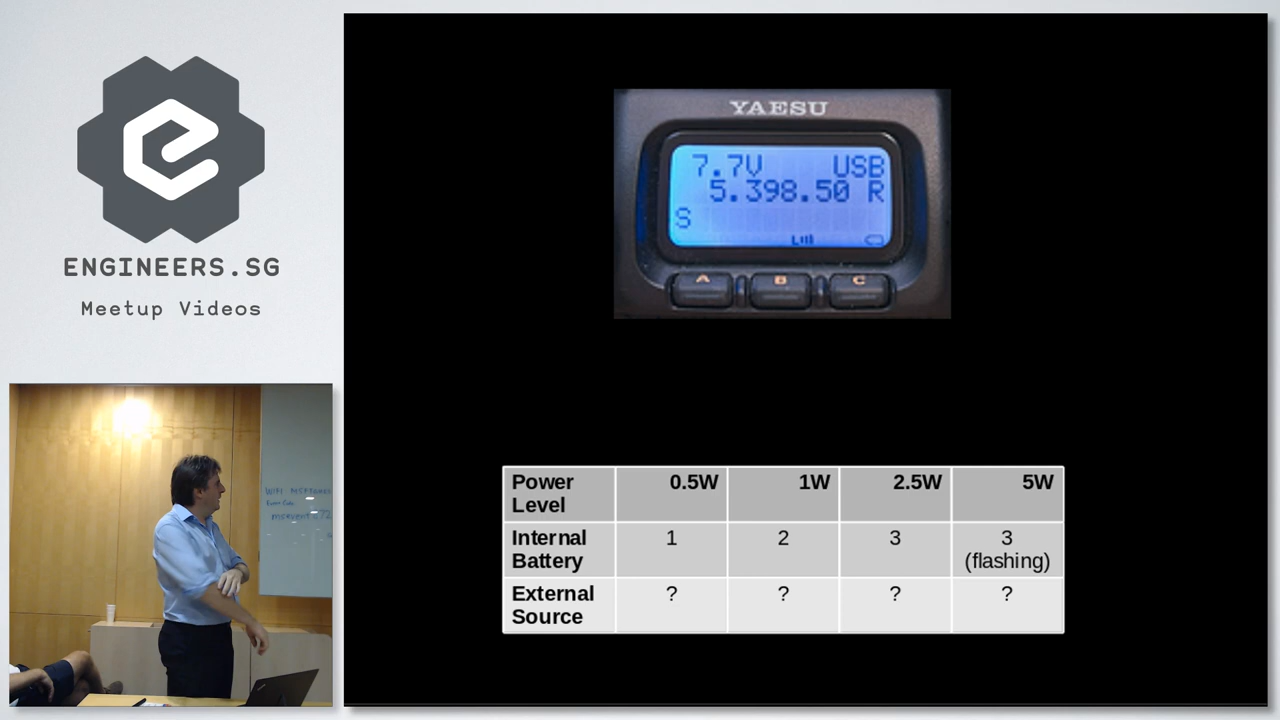 ENGINEERS.SG
Meetup Videos
YAESU
7.7V USB
5.398.50 R
S
L
A B C
Power Level 0.5W 1W 2.5W 5W
Internal Battery 1 2 3 3 (flashing)
External Source ? ? ? ?
WIFI